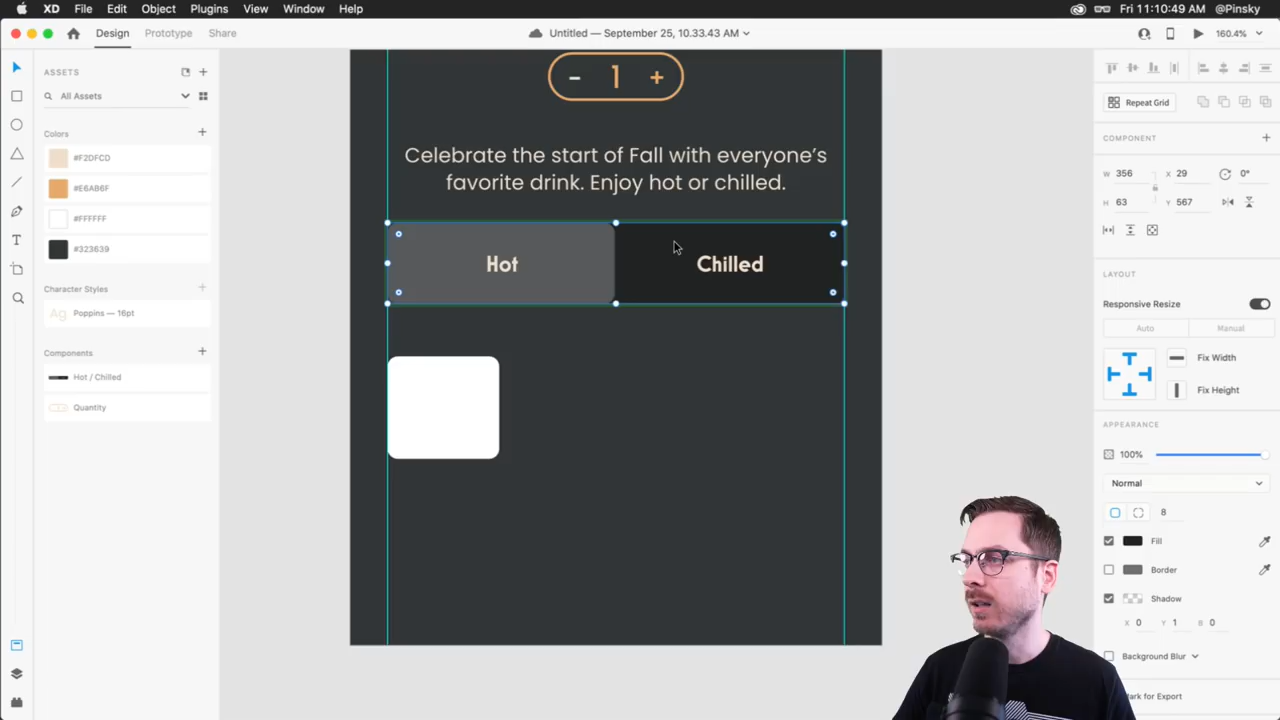 XD File Edit Object Plugins View Window Help Fri 11:10:49 AM @Pinsky
Design Prototype Share Untitled — September 25, 10.33.43 AM 160.4%
ASSETS
All Assets
Colors
#F2DFCD
#E6A86F
#FFFFFF
#323639
Character Styles
Ag Poppins — 16pt
Components
Hot / Chilled
Quantity
- 1 +
Celebrate the start of Fall with everyone's
favorite drink. Enjoy hot or chilled.
Hot Chilled
Repeat Grid
COMPONENT
W 356 X 29 0°
H 63 Y 567
LAYOUT
Responsive Resize
Auto Manual
Fix Width
Fix Height
APPEARANCE
100%
Normal
8
Fill
Border
Shadow
X 0 Y 1 B 0
Background Blur
Mark for Export